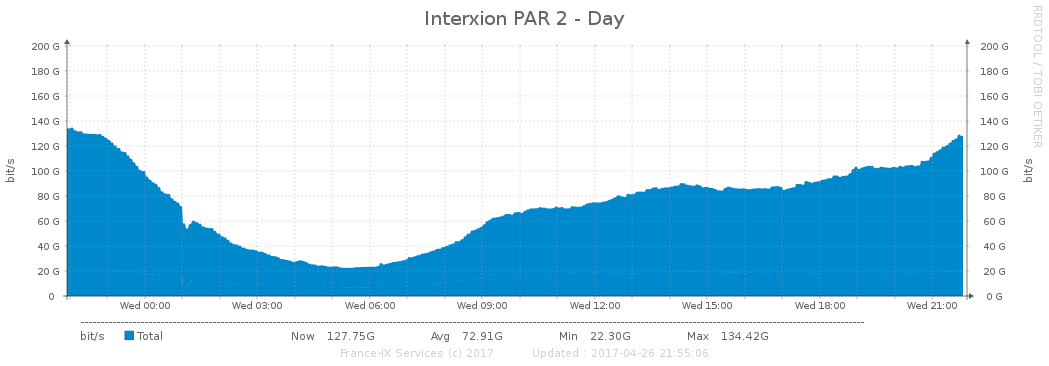 Interxion PAR 2 - Day
RRDTOOL / TOBI OETIKER
200 G 200 G
180 G 180 G
160 G 160 G
140 G 140 G
120 G 120 G
100 G 100 G
80 G 80 G
60 G 60 G
40 G 40 G
20 G 20 G
0 0 G
bit/s bit/s
Wed 00:00 Wed 03:00 Wed 06:00 Wed 09:00 Wed 12:00 Wed 15:00 Wed 18:00 Wed 21:00
bit/s Total Now 127.75G Avg 72.91G Min 22.30G Max 134.42G
France-IX Services (c) 2017 Updated : 2017-04-26 21:55:06